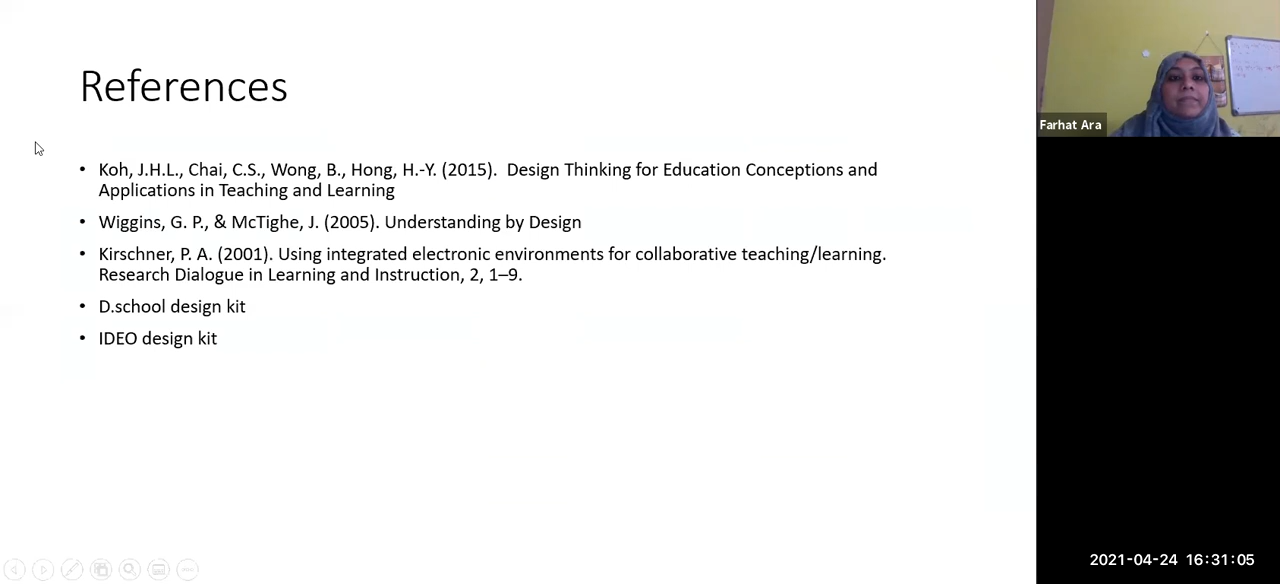 References
• Koh, J.H.L., Chai, C.S., Wong, B., Hong, H.-Y. (2015).  Design Thinking for Education Conceptions and
Applications in Teaching and Learning
• Wiggins, G. P., & McTighe, J. (2005). Understanding by Design
• Kirschner, P. A. (2001). Using integrated electronic environments for collaborative teaching/learning.
Research Dialogue in Learning and Instruction, 2, 1–9.
• D.school design kit
• IDEO design kit
Farhat Ara
2021-04-24 16:31:05